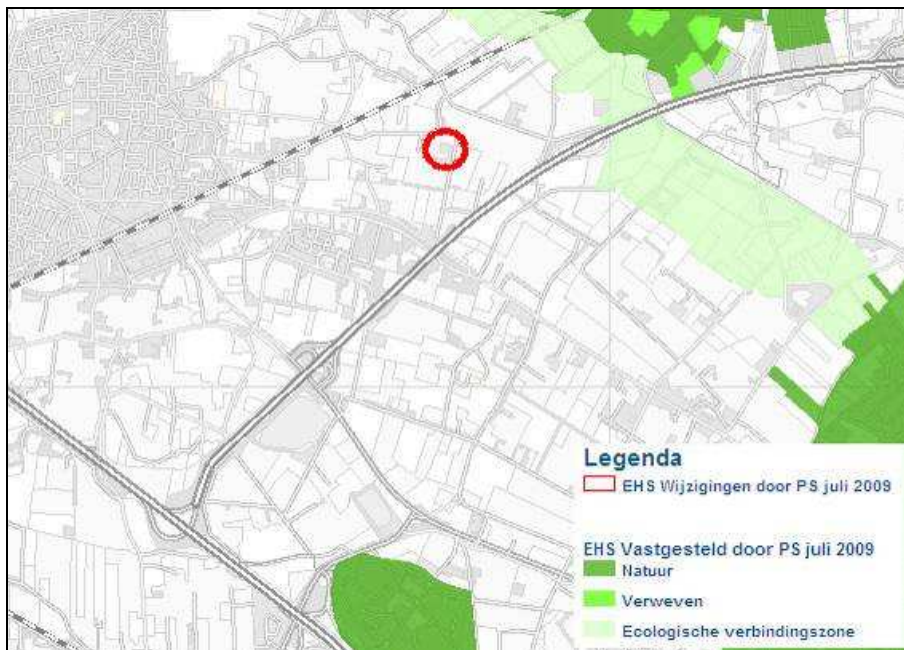 Legenda
EHS Wijzigingen door PS juli 2009
EHS Vastgesteld door PS juli 2009
Natuur
Verweven
Ecologische verbindingszone